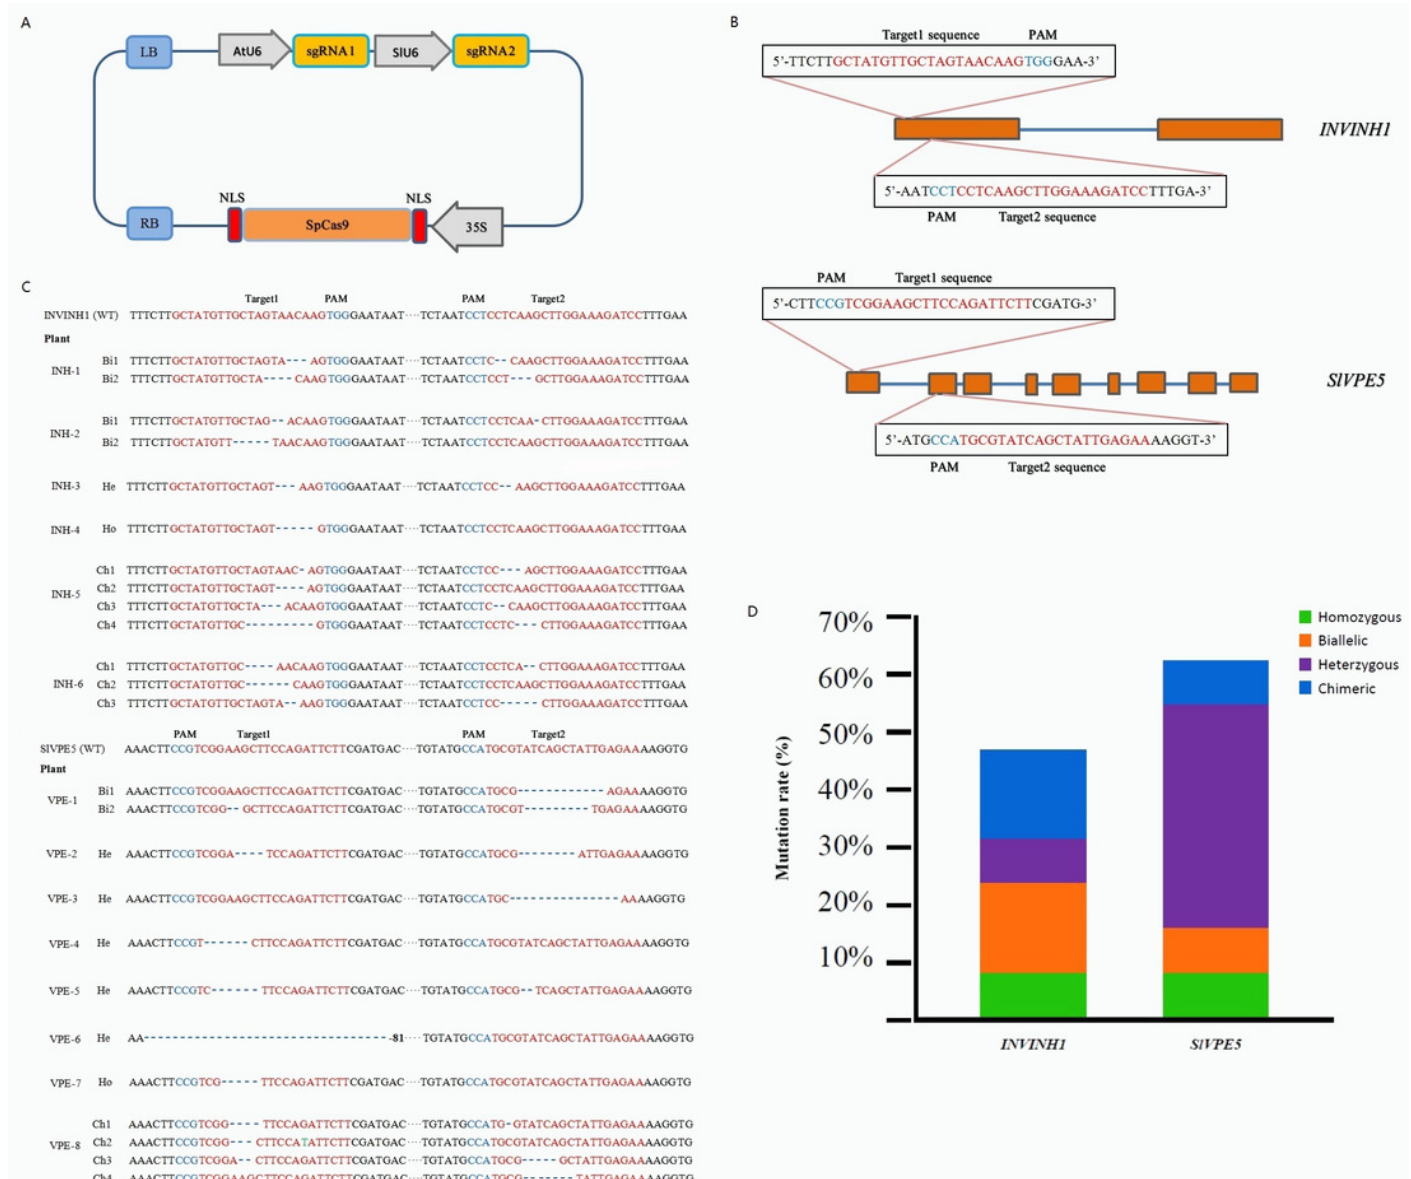 A
LB
AtU6
sgRNA1
SlU6
sgRNA2
RB
NLS
SpCas9
NLS
35S
B
Target1 sequence PAM
5’-TTCTTGCTATGTTGCTAGTAACAAGTGGGAA-3’
INVINH1
5’-AATCCTCCTCAAGCTTGGAAAGATCCTTTGA-3’
PAM Target2 sequence
PAM Target1 sequence
5’-CTTCCGTCGGAAGCTTCCAGATTCTTCGATG-3’
SlVPE5
5’-ATGCCATGCGTATCAGCTATTGAGAAAAGGT-3’
PAM Target2 sequence
C
Target1 PAM PAM Target2
INVINH1 (WT) TTTCTTGCTATGTTGCTAGTAACAAGTGGGAATAAT····TCTAATCCTCCTCAAGCTTGGAAAGATCCTTTGAA
Plant
INH-1
Bi1 TTTCTTGCTATGTTGCTAGTA---AGTGGGAATAAT····TCTAATCCTC--CAAGCTTGGAAAGATCCTTTGAA
Bi2 TTTCTTGCTATGTTGCTA----CAAGTGGGAATAAT····TCTAATCCTCCT---GCTTGGAAAGATCCTTTGAA
INH-2
Bi1 TTTCTTGCTATGTTGCTAG--ACAAGTGGGAATAAT····TCTAATCCTCCTCAA-CTTGGAAAGATCCTTTGAA
Bi2 TTTCTTGCTATGTT-----TAACAAGTGGGAATAAT····TCTAATCCTCCTCAAGCTTGGAAAGATCCTTTGAA
INH-3 He TTTCTTGCTATGTTGCTAGT---AAGTGGGAATAAT····TCTAATCCTCC--AAGCTTGGAAAGATCCTTTGAA
INH-4 Ho TTTCTTGCTATGTTGCTAGT-----GTGGGAATAAT····TCTAATCCTCCTCAAGCTTGGAAAGATCCTTTGAA
INH-5
Ch1 TTTCTTGCTATGTTGCTAGTAAC-AGTGGGAATAAT····TCTAATCCTCC---AGCTTGGAAAGATCCTTTGAA
Ch2 TTTCTTGCTATGTTGCTAGT----AGTGGGAATAAT····TCTAATCCTCCTCAAGCTTGGAAAGATCCTTTGAA
Ch3 TTTCTTGCTATGTTGCTA---ACAAGTGGGAATAAT····TCTAATCCTC--CAAGCTTGGAAAGATCCTTTGAA
Ch4 TTTCTTGCTATGTTGC---------GTGGGAATAAT····TCTAATCCTCCTC---CTTGGAAAGATCCTTTGAA
INH-6
Ch1 TTTCTTGCTATGTTGC----AACAAGTGGGAATAAT····TCTAATCCTCCTCA--CTTGGAAAGATCCTTTGAA
Ch2 TTTCTTGCTATGTTGC------CAAGTGGGAATAAT····TCTAATCCTCCTCAAGCTTGGAAAGATCCTTTGAA
Ch3 TTTCTTGCTATGTTGCTAGTA--AAGTGGGAATAAT····TCTAATCCTCC-----CTTGGAAAGATCCTTTGAA
PAM Target1 PAM Target2
SlVPE5 (WT) AAACTTCCGTCGGAAGCTTCCAGATTCTTCGATGAC····TGTATGCCATGCGTATCAGCTATTGAGAAAAGGTG
Plant
VPE-1
Bi1 AAACTTCCGTCGGAAGCTTCCAGATTCTTCGATGAC····TGTATGCCATGCG------------AGAAAAGGTG
Bi2 AAACTTCCGTCGG--GCTTCCAGATTCTTCGATGAC····TGTATGCCATGCGT---------TGAGAAAAGGTG
VPE-2 He AAACTTCCGTCGGA----TCCAGATTCTTCGATGAC····TGTATGCCATGCG--------ATTGAGAAAAGGTG
VPE-3 He AAACTTCCGTCGGAAGCTTCCAGATTCTTCGATGAC····TGTATGCCATGC---------------AAAAGGTG
VPE-4 He AAACTTCCGT------CTTCCAGATTCTTCGATGAC····TGTATGCCATGCGTATCAGCTATTGAGAAAAGGTG
VPE-5 He AAACTTCCGTC------TTCCAGATTCTTCGATGAC····TGTATGCCATGCG--TCAGCTATTGAGAAAAGGTG
VPE-6 He AA----------------------------------81····TGTATGCCATGCGTATCAGCTATTGAGAAAAGGTG
VPE-7 Ho AAACTTCCGTCG-----TTCCAGATTCTTCGATGAC····TGTATGCCATGCGTATCAGCTATTGAGAAAAGGTG
VPE-8
Ch1 AAACTTCCGTCGG----TTCCAGATTCTTCGATGAC····TGTATGCCATG-GTATCAGCTATTGAGAAAAGGTG
Ch2 AAACTTCCGTCGG---CTTCCATATTCTTCGATGAC····TGTATGCCATGCGTATCAGCTATTGAGAAAAGGTG
Ch3 AAACTTCCGTCGGA--CTTCCAGATTCTTCGATGAC····TGTATGCCATGCG-----GCTATTGAGAAAAGGTG
Ch4 AAACTTCCGTCGGAAGCTTCCAGATTCTTCGATGAC····TGTATGCCATGCG-------TATTGAGAAAAGGTG
D
Mutation rate (%)
70%
60%
50%
40%
30%
20%
10%
INVINH1 SlVPE5
Homozygous
Biallelic
Heterzygous
Chimeric